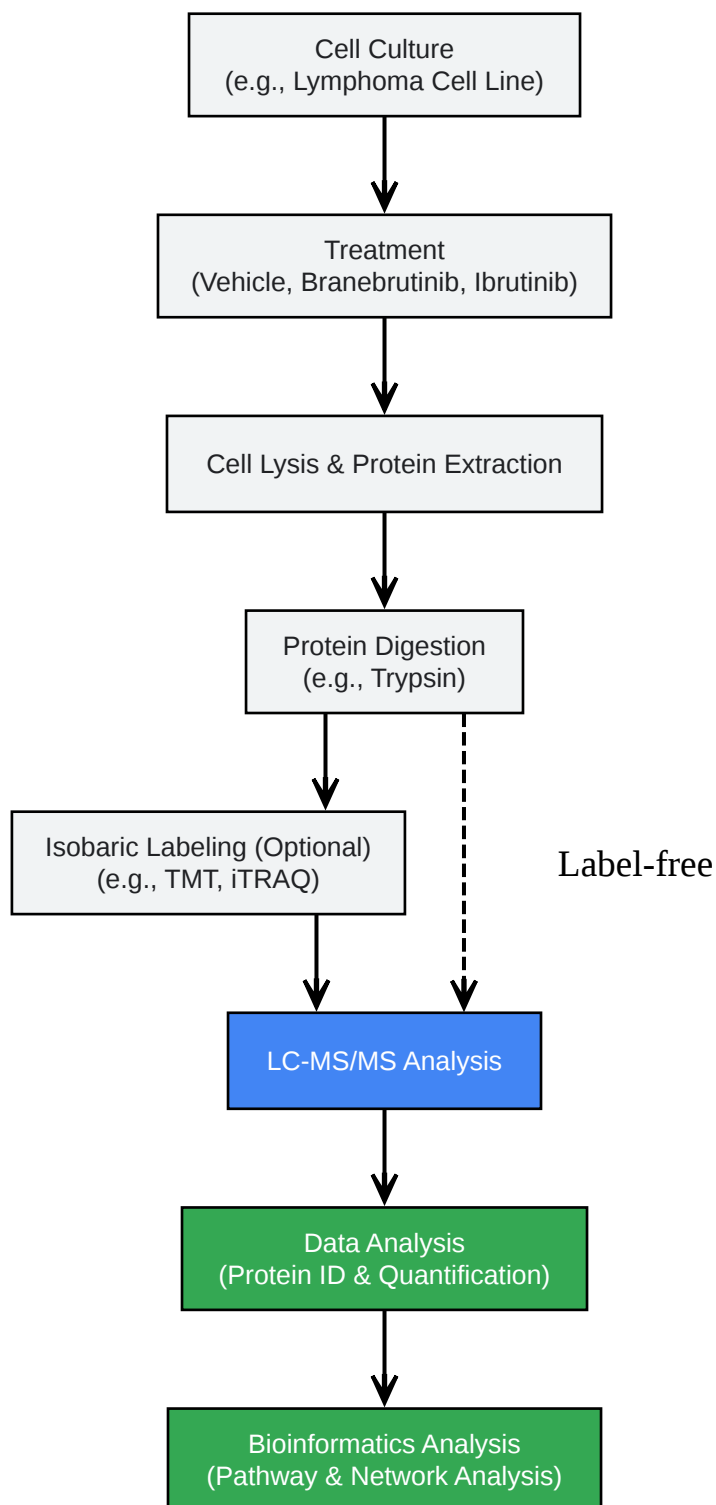 Cell Culture
(e.g., Lymphoma Cell Line)
Treatment
(Vehicle, Branebrutinib, Ibrutinib)
Cell Lysis & Protein Extraction
Protein Digestion
(e.g., Trypsin)
Isobaric Labeling (Optional)
(e.g., TMT, iTRAQ)
Label-free
LC-MS/MS Analysis
Data Analysis
(Protein ID & Quantification)
Bioinformatics Analysis
(Pathway & Network Analysis)